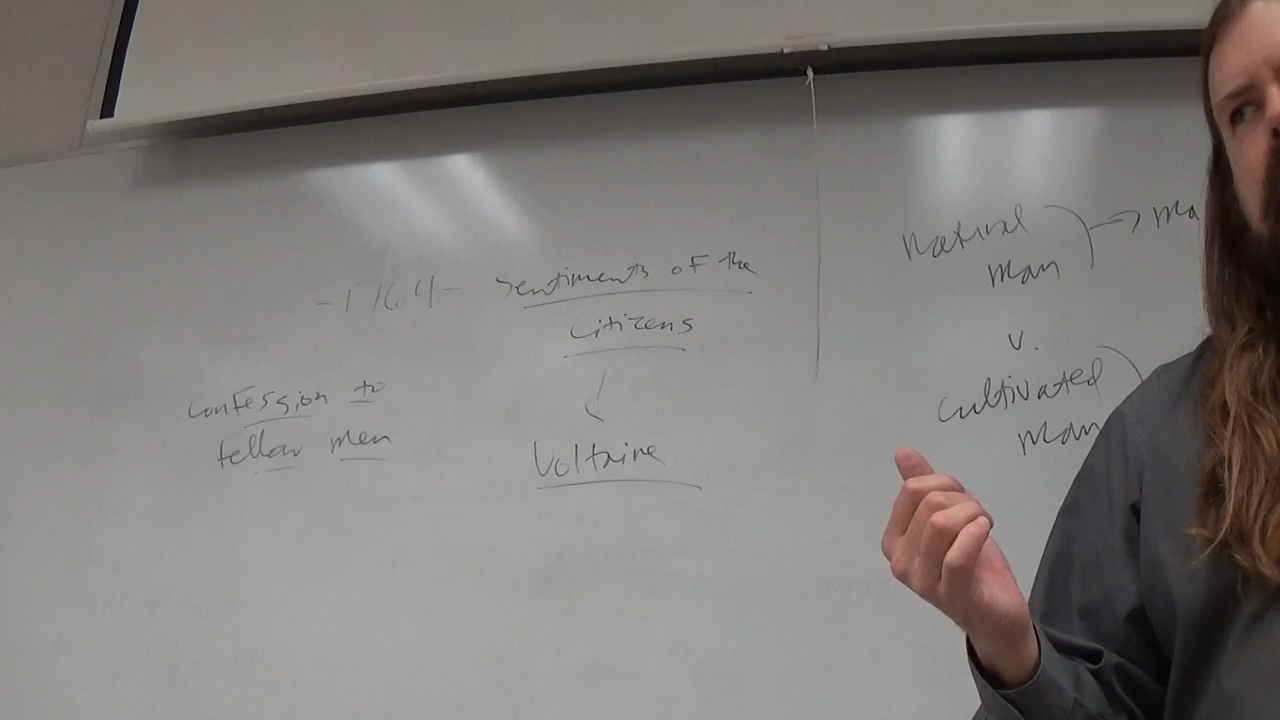 -1764- Sentiments of the
Citizens
Voltaire
confession to
fellow men
natural
man
v.
cultivated
man